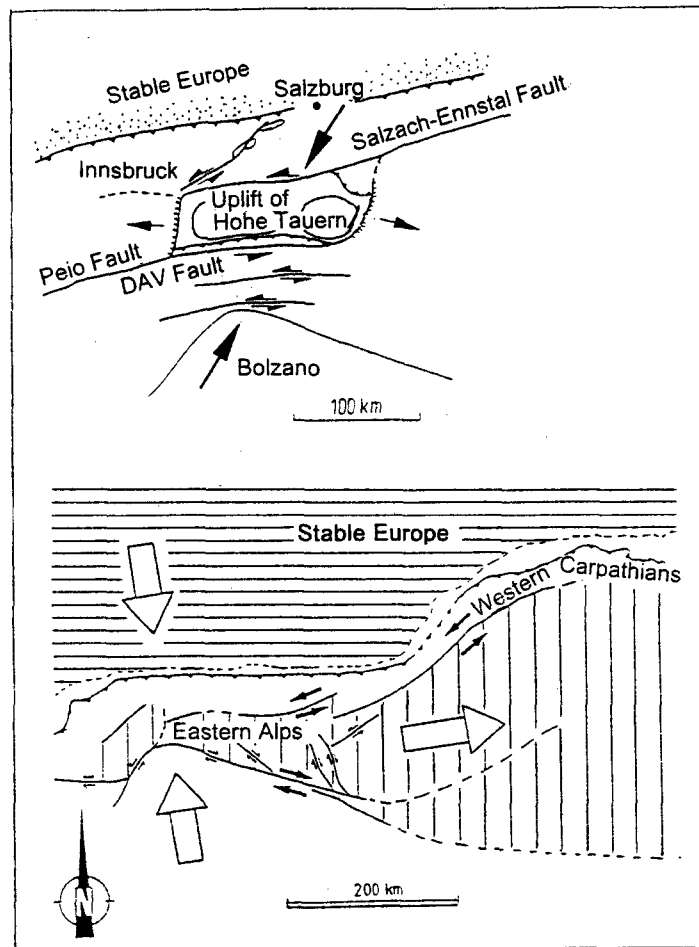 Stable Europe
Salzburg
Salzach-Ennstal Fault
Innsbruck
Uplift of
Hohe Tauern
Peio Fault
DAV Fault
Bolzano
100 km
Stable Europe
Western Carpathians
Eastern Alps
N
200 km